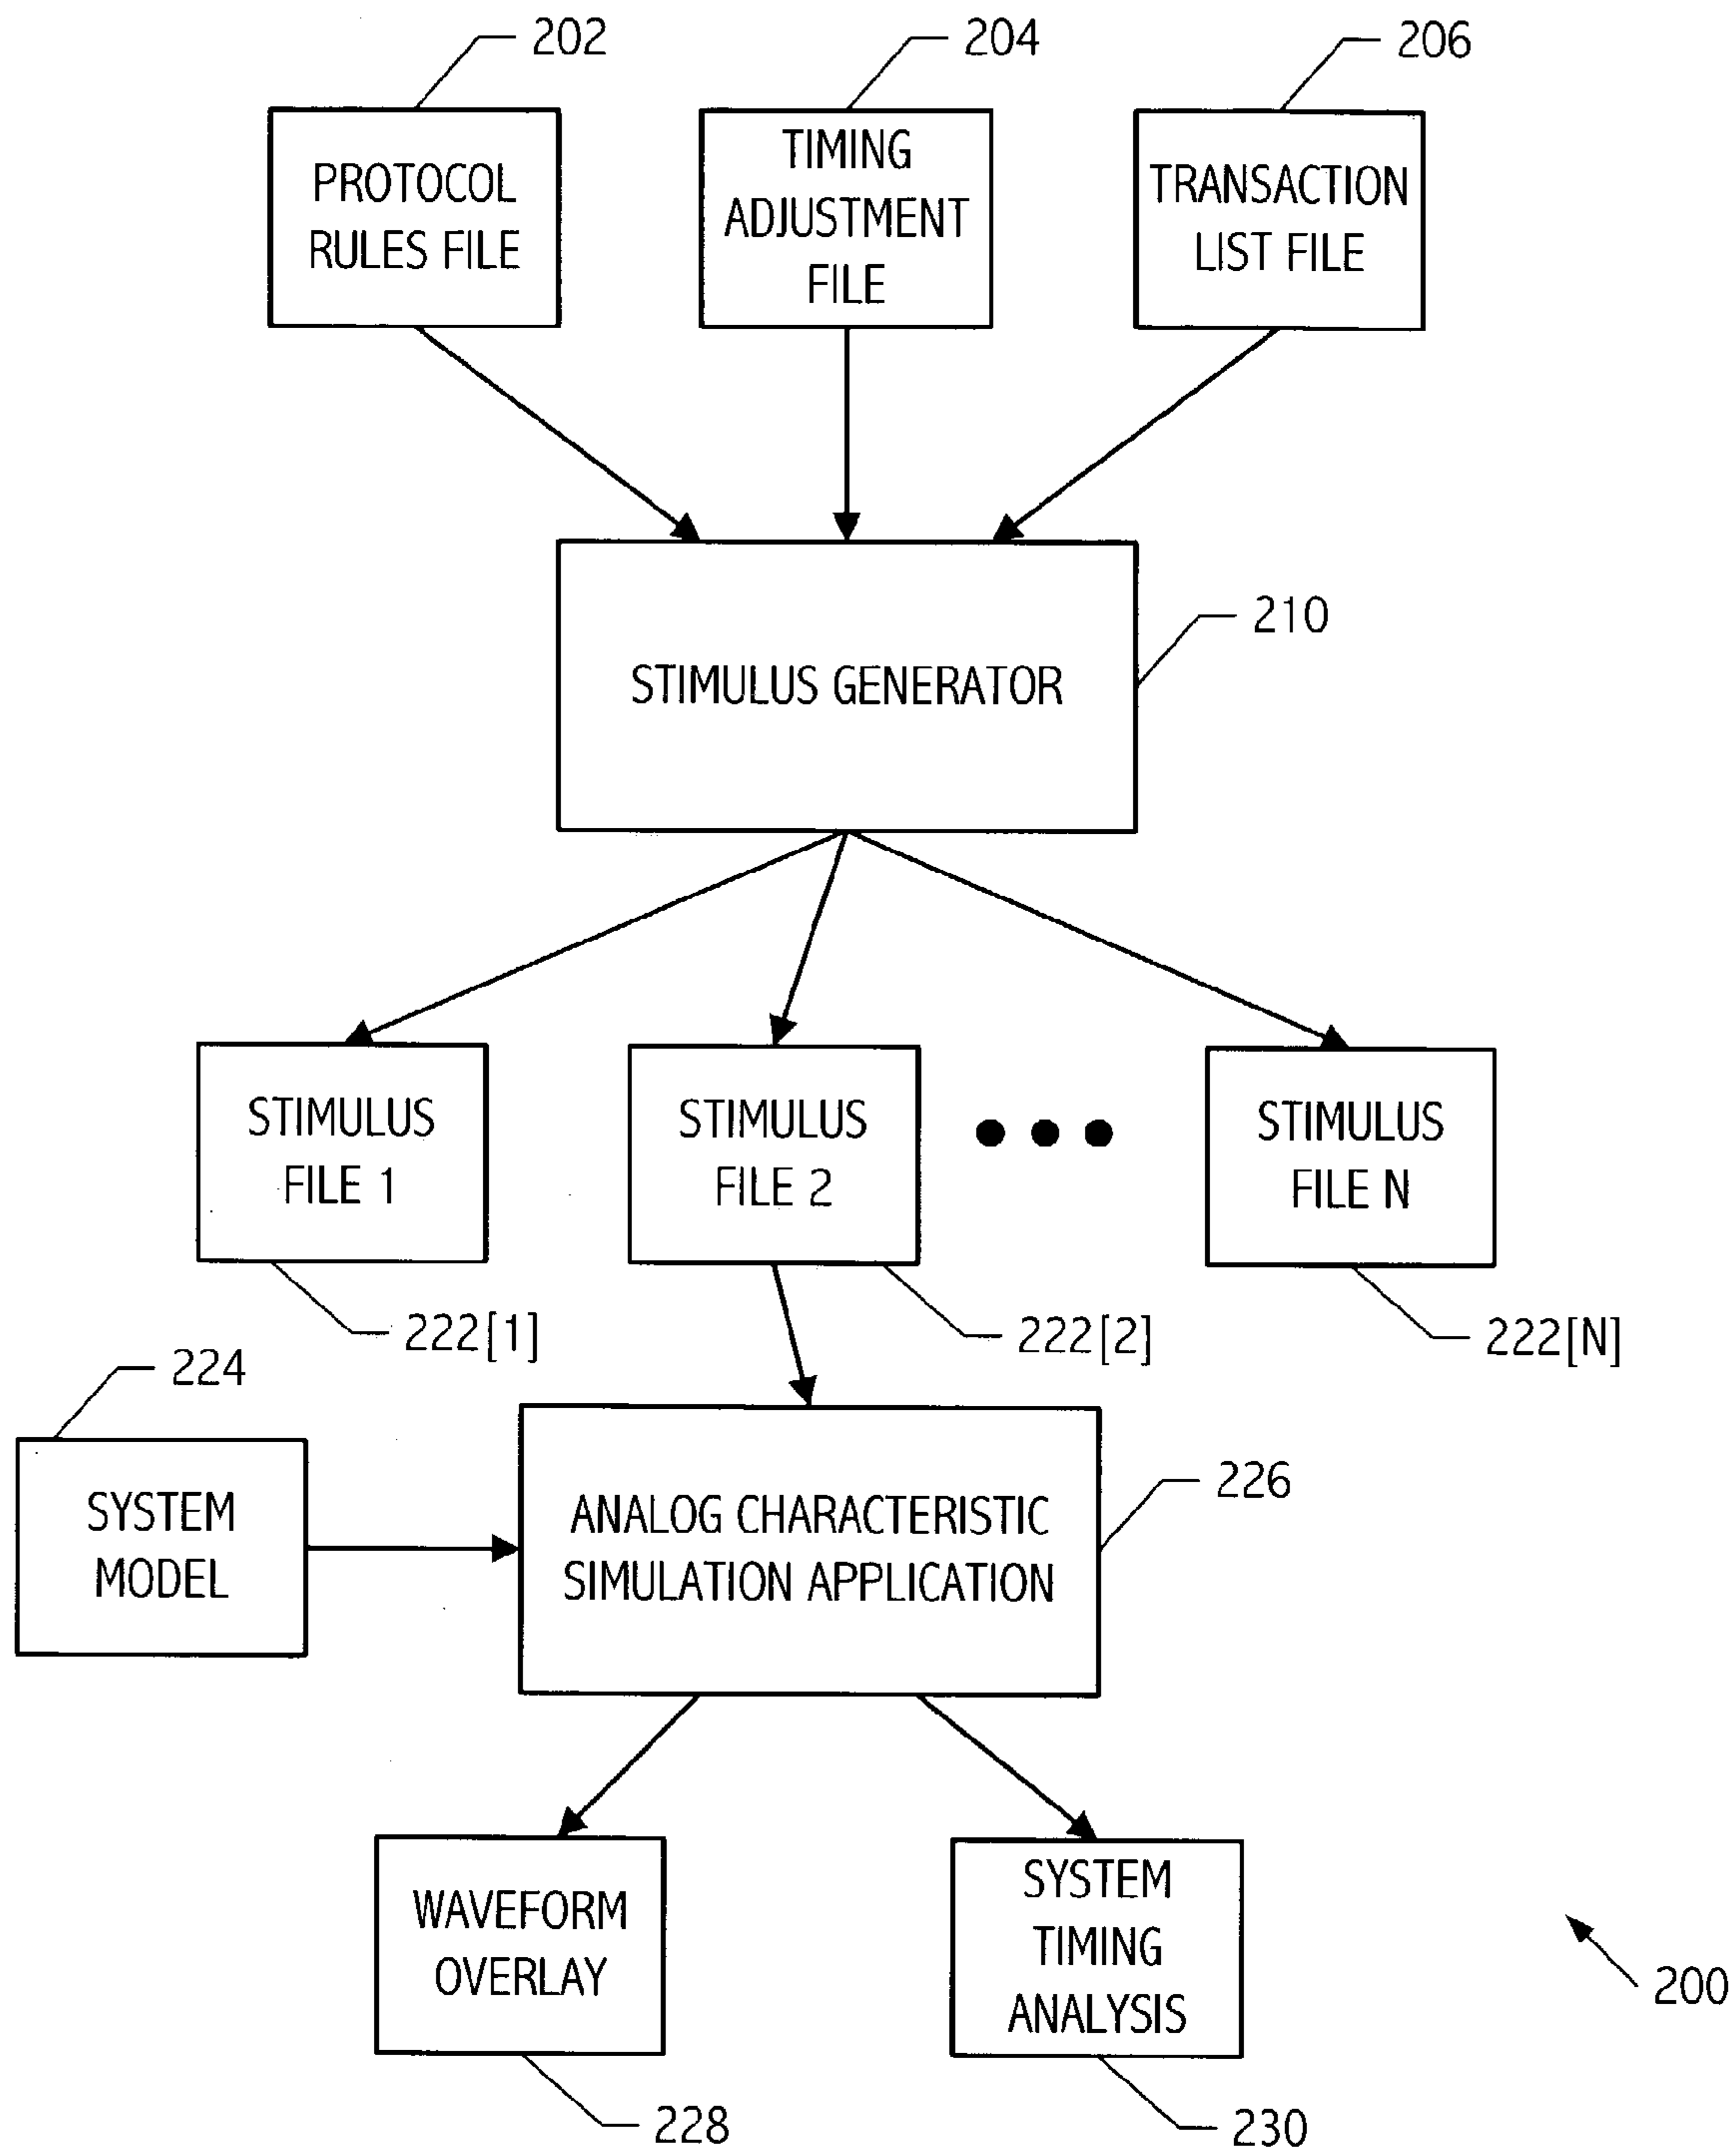 202
204
206
PROTOCOL
RULES FILE
TIMING
ADJUSTMENT
FILE
TRANSACTION
LIST FILE
210
STIMULUS GENERATOR
STIMULUS
FILE 1
STIMULUS
FILE 2
STIMULUS
FILE N
222[1]
222[2]
222[N]
224
SYSTEM
MODEL
226
ANALOG CHARACTERISTIC
SIMULATION APPLICATION
WAVEFORM
OVERLAY
SYSTEM
TIMING
ANALYSIS
200
228
230